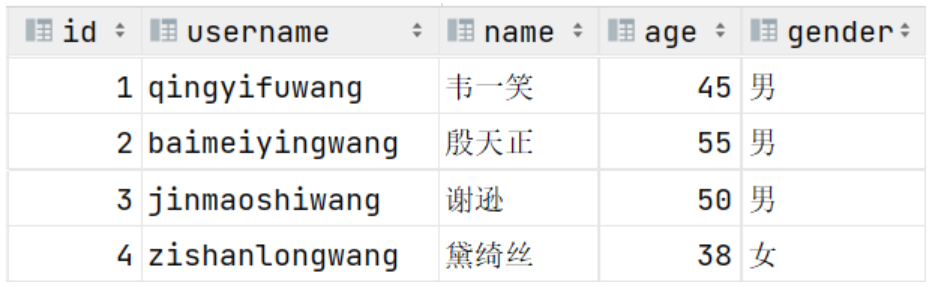 id username name age gender
1 qingyifuwang 韦一笑 45 男
2 baimeiyingwang 殷天正 55 男
3 jinmaoshiwang 谢逊 50 男
4 zishanlongwang 黛绮丝 38 女